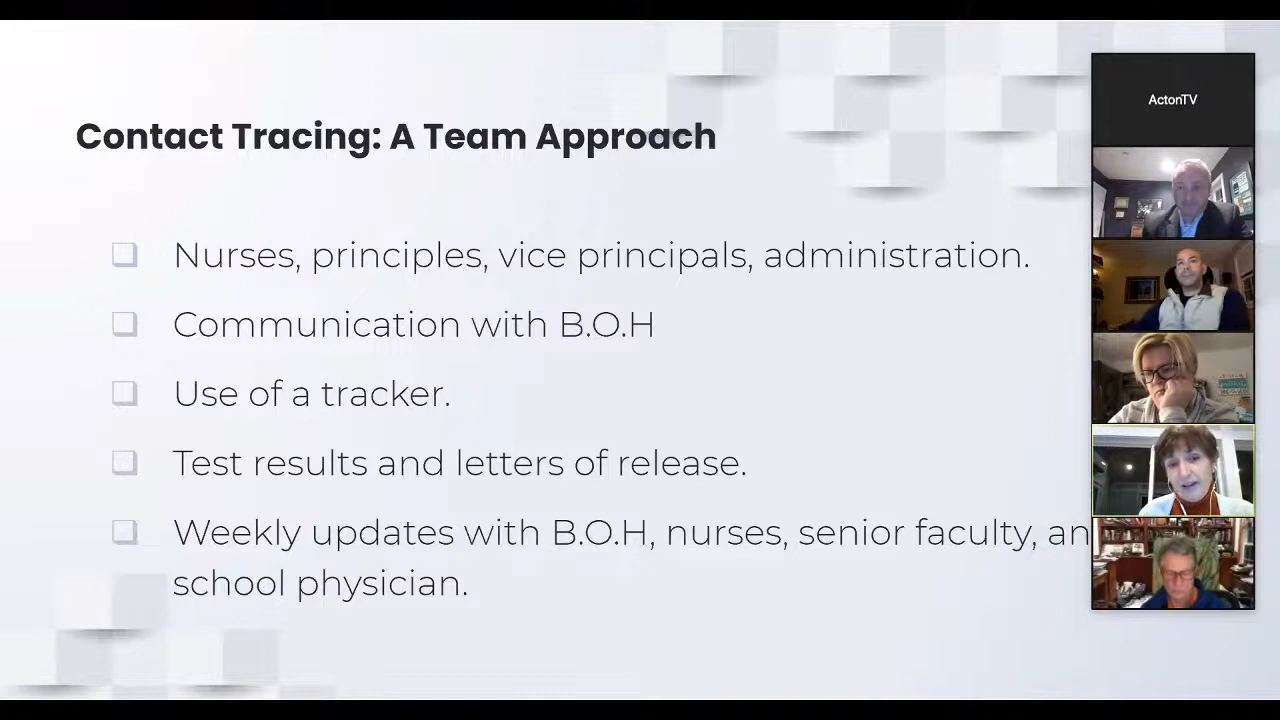 Contact Tracing: A Team Approach
Nurses, principles, vice principals, administration.
Communication with B.O.H
Use of a tracker.
Test results and letters of release.
Weekly updates with B.O.H, nurses, senior faculty, an
school physician.
ActonTV